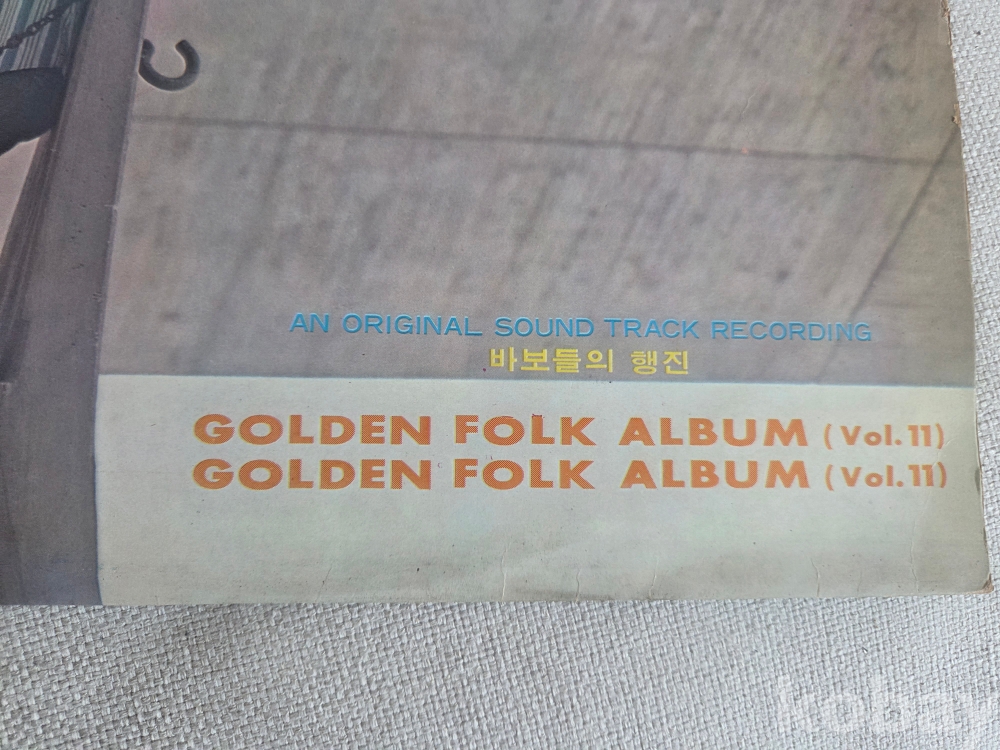 AN ORIGINAL SOUND TRACK RECORDING
바보들의 행진
GOLDEN FOLK ALBUM (Vol.11)
GOLDEN FOLK ALBUM (Vol.11)
kobay